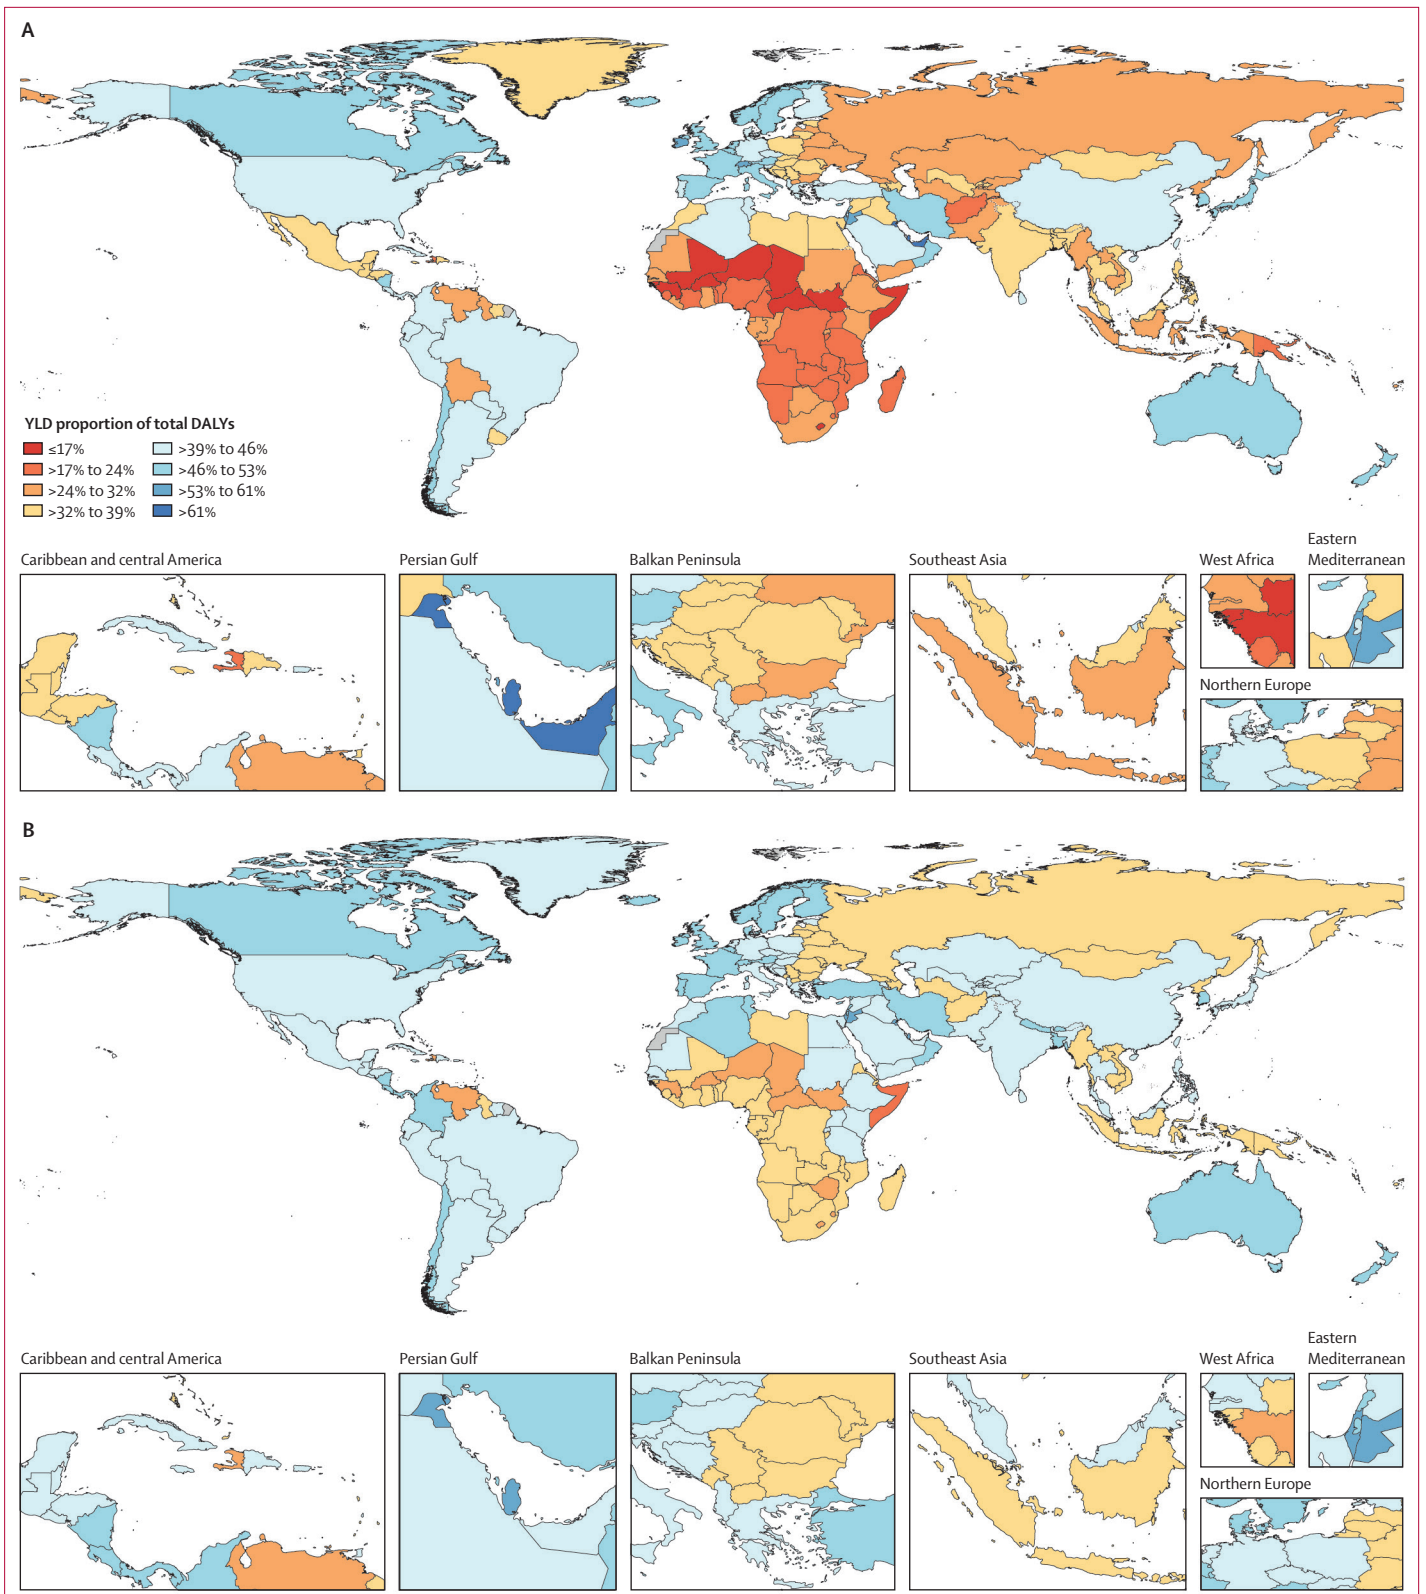 A
YLD proportion of total DALYs
≤17%
>17% to 24%
>24% to 32%
>32% to 39%
>39% to 46%
>46% to 53%
>53% to 61%
>61%
Caribbean and central America
Persian Gulf
Balkan Peninsula
Southeast Asia
West Africa
Eastern
Mediterranean
Northern Europe
B
Caribbean and central America
Persian Gulf
Balkan Peninsula
Southeast Asia
West Africa
Eastern
Mediterranean
Northern Europe